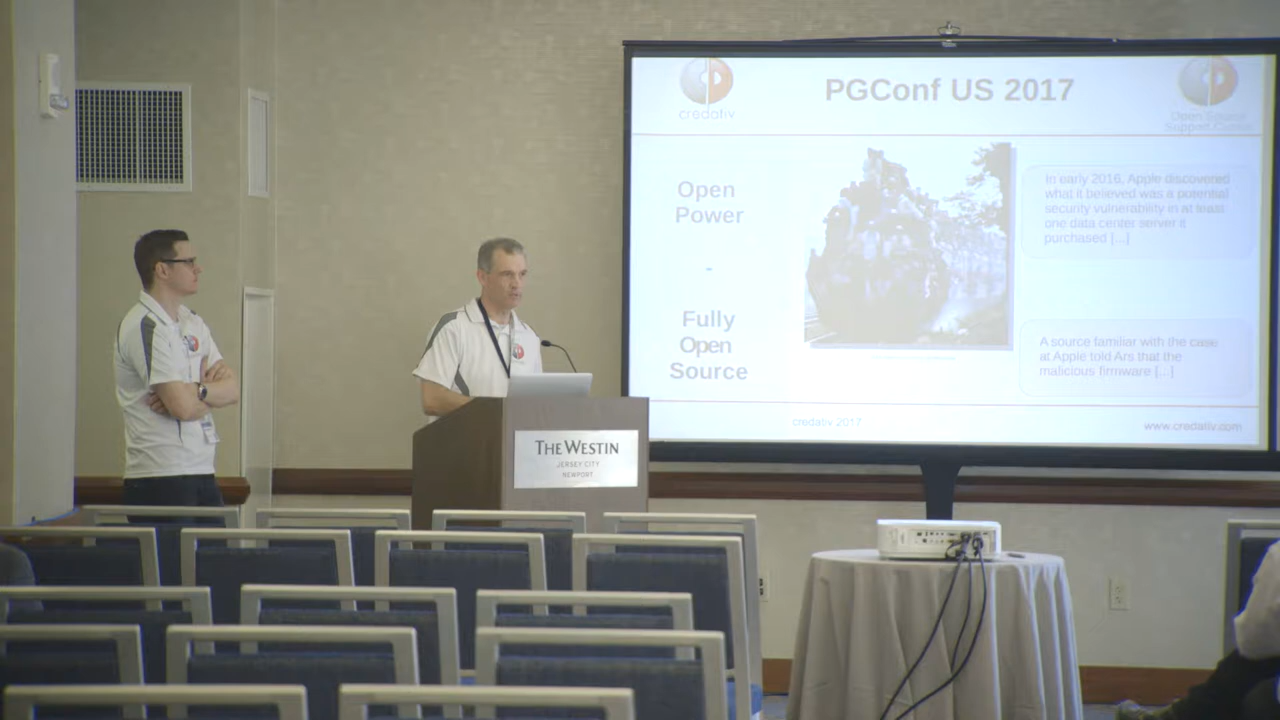 credativ
PGConf US 2017
Open Source
Support Center
Open
Power
-
Fully
Open
Source
In early 2016, Apple discovered
what it believed was a potential
security vulnerability in at least
one data center server it
purchased [...]
A source familiar with the case
at Apple told Ars that the
malicious firmware [...]
credativ 2017
www.credativ.com
THE WESTIN
JERSEY CITY
NEWPORT